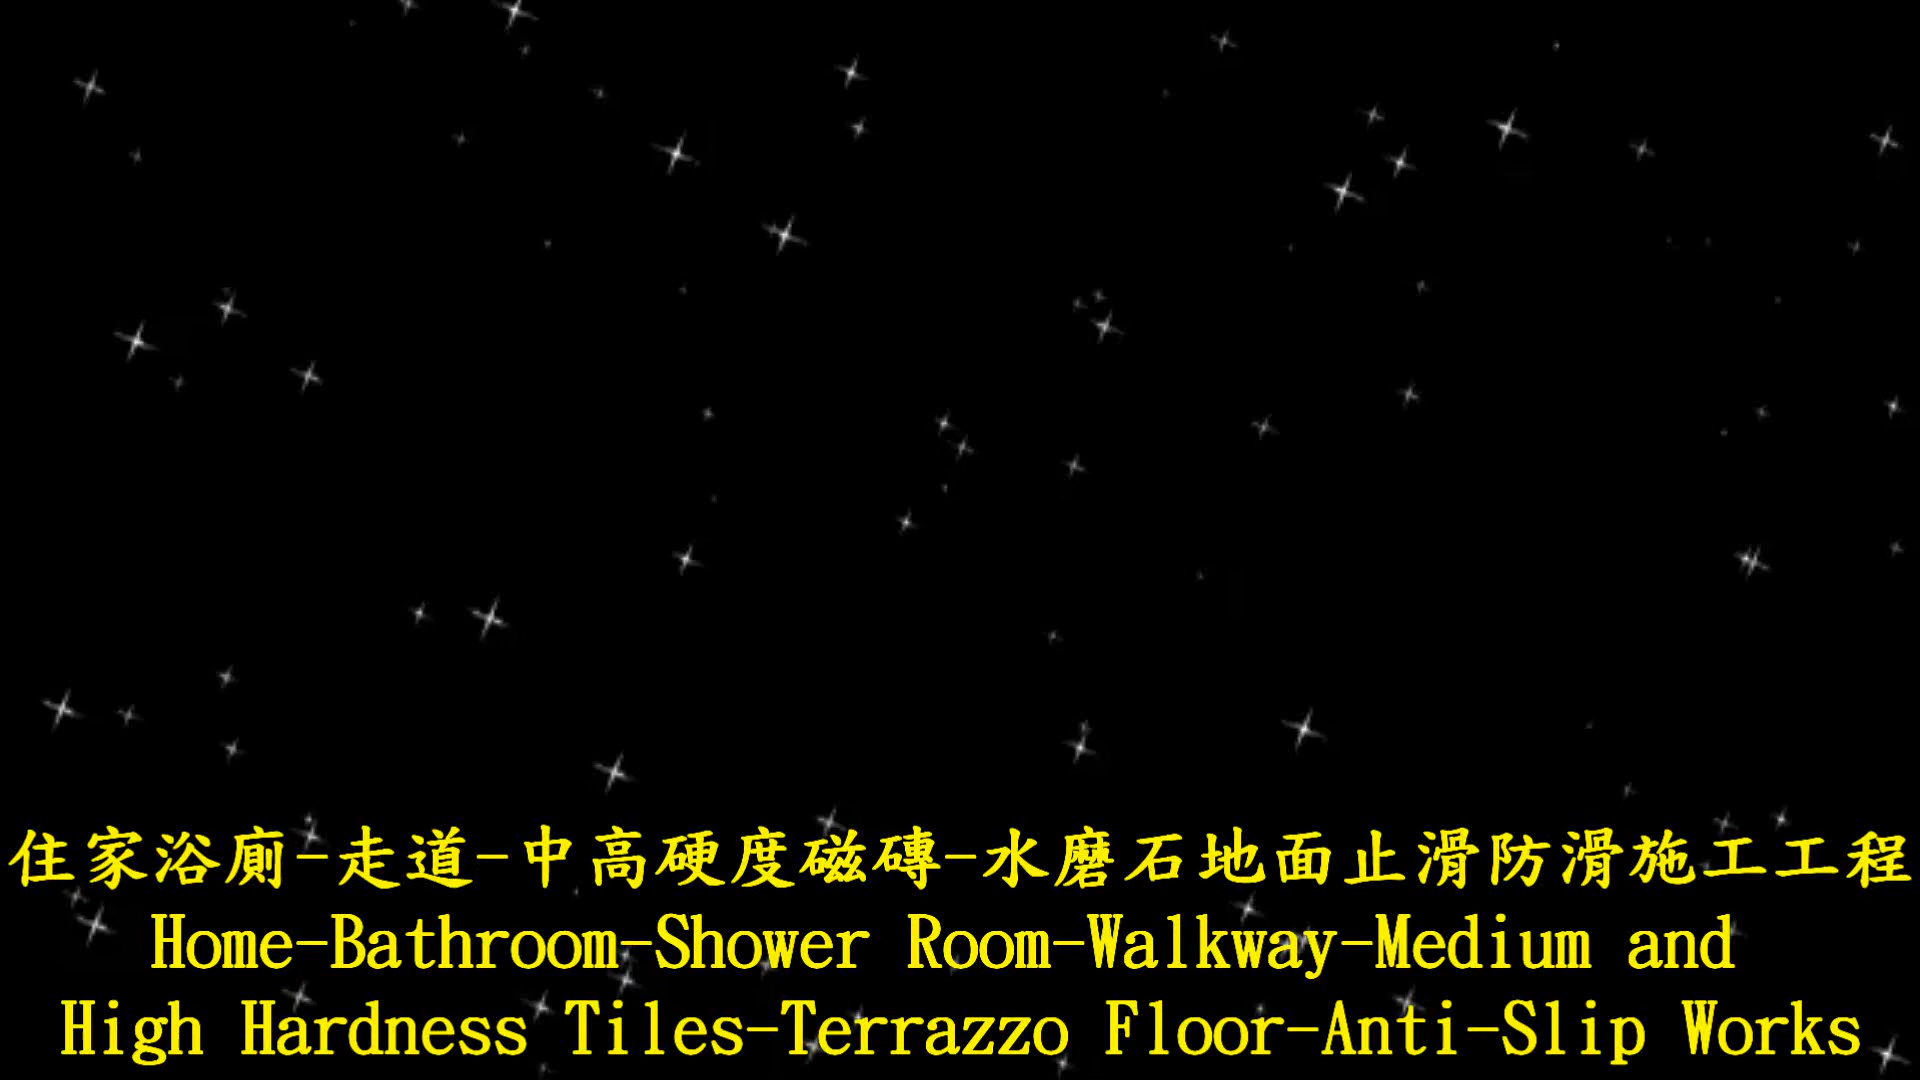 住家浴廁-走道-中高硬度磁磚-水磨石地面止滑防滑施工工程
Home-Bathroom-Shower Room-Walkway-Medium and
High Hardness Tiles-Terrazzo Floor-Anti-Slip Works